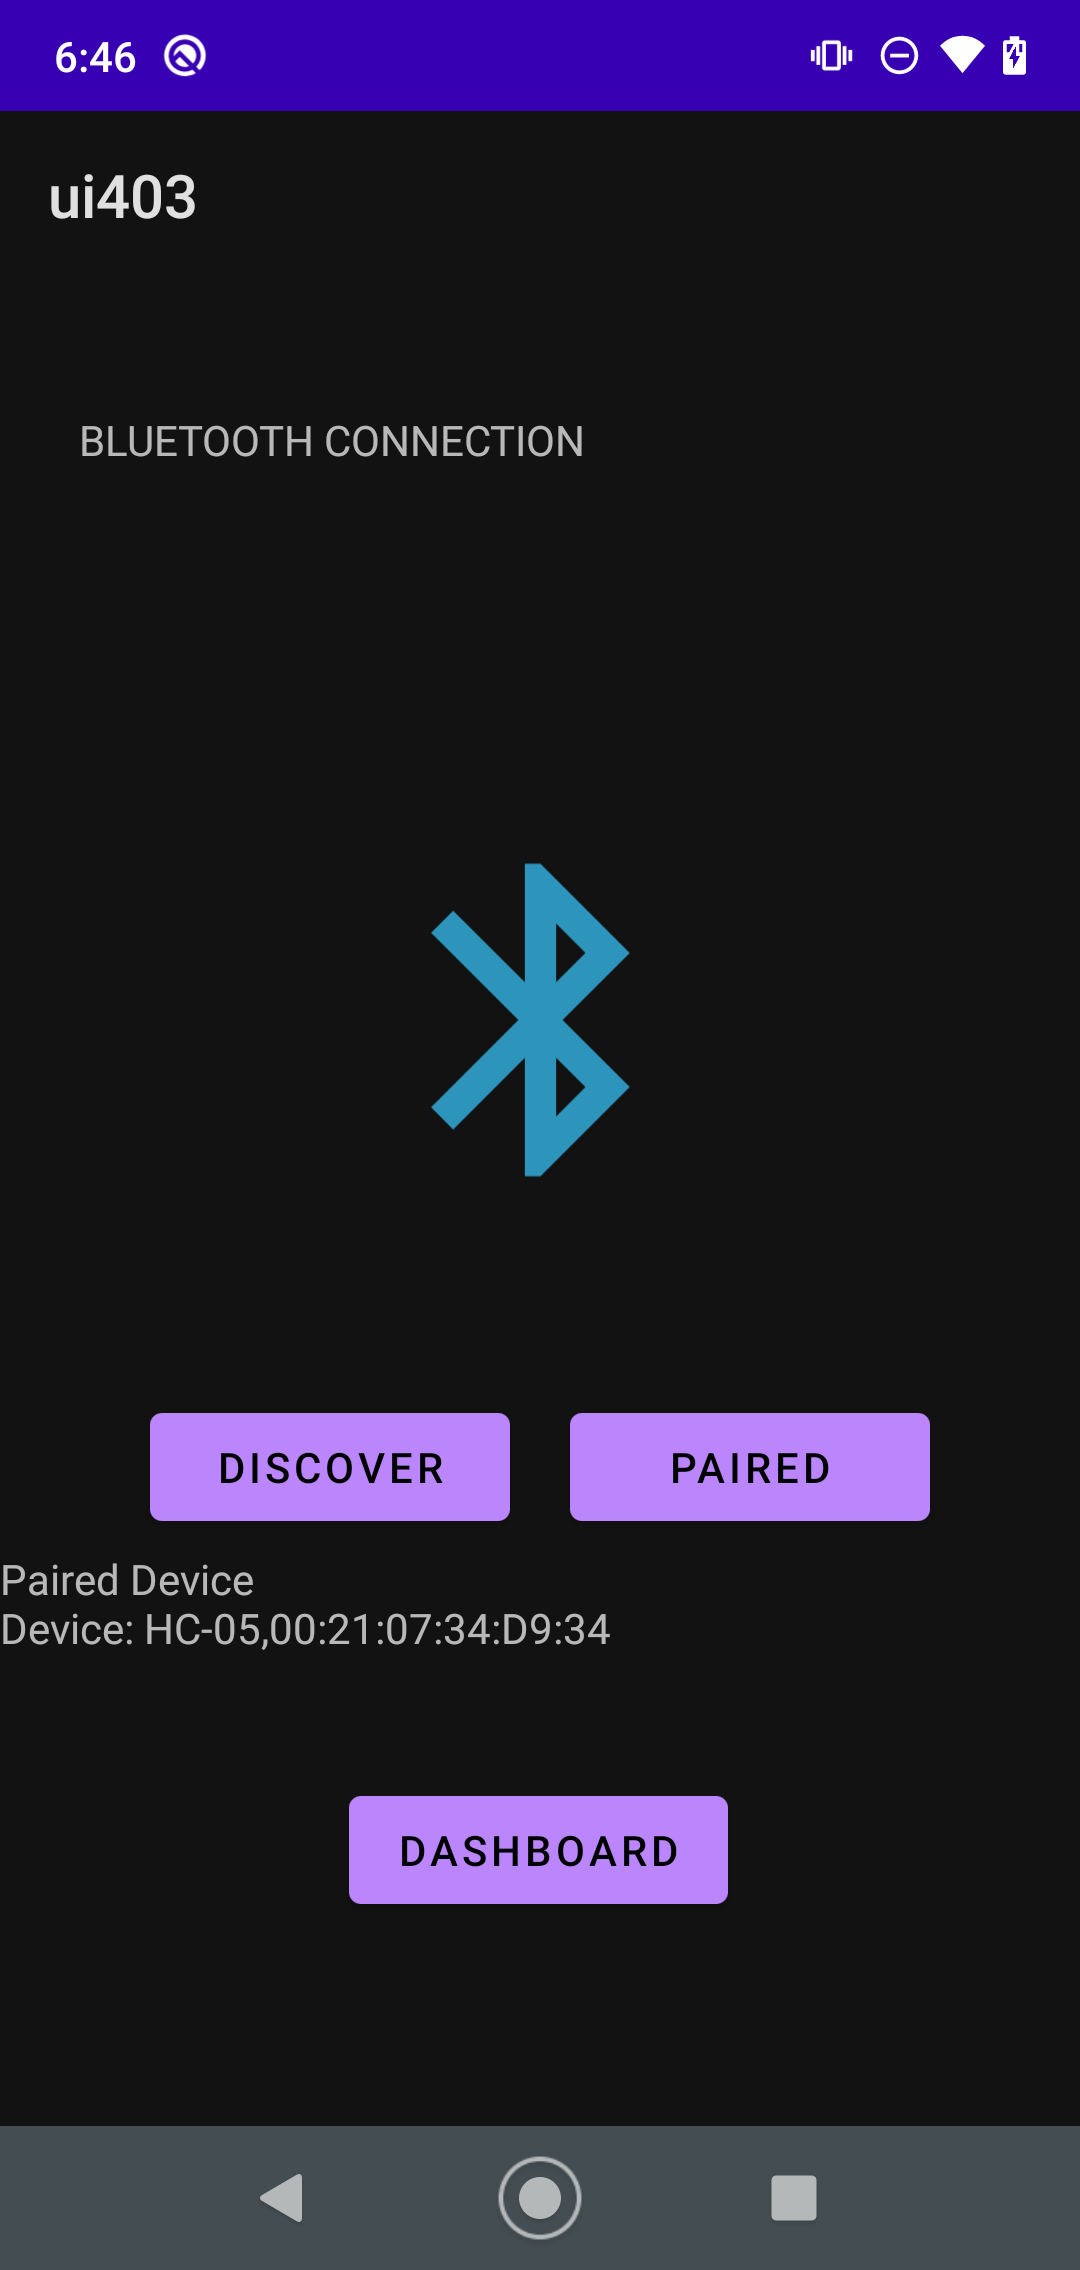 6:46
ui403
BLUETOOTH CONNECTION
DISCOVER PAIRED
Paired Device
Device: HC-05,00:21:07:34:D9:34
DASHBOARD